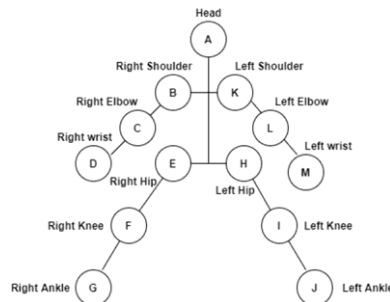 Head
A
Right Shoulder
Left Shoulder
B
K
Right Elbow
Left Elbow
C
L
Right wrist
Left wrist
D
E
H
M
Right Hip
Left Hip
Right Knee
F
I
Left Knee
Right Ankle
G
J
Left Ankle